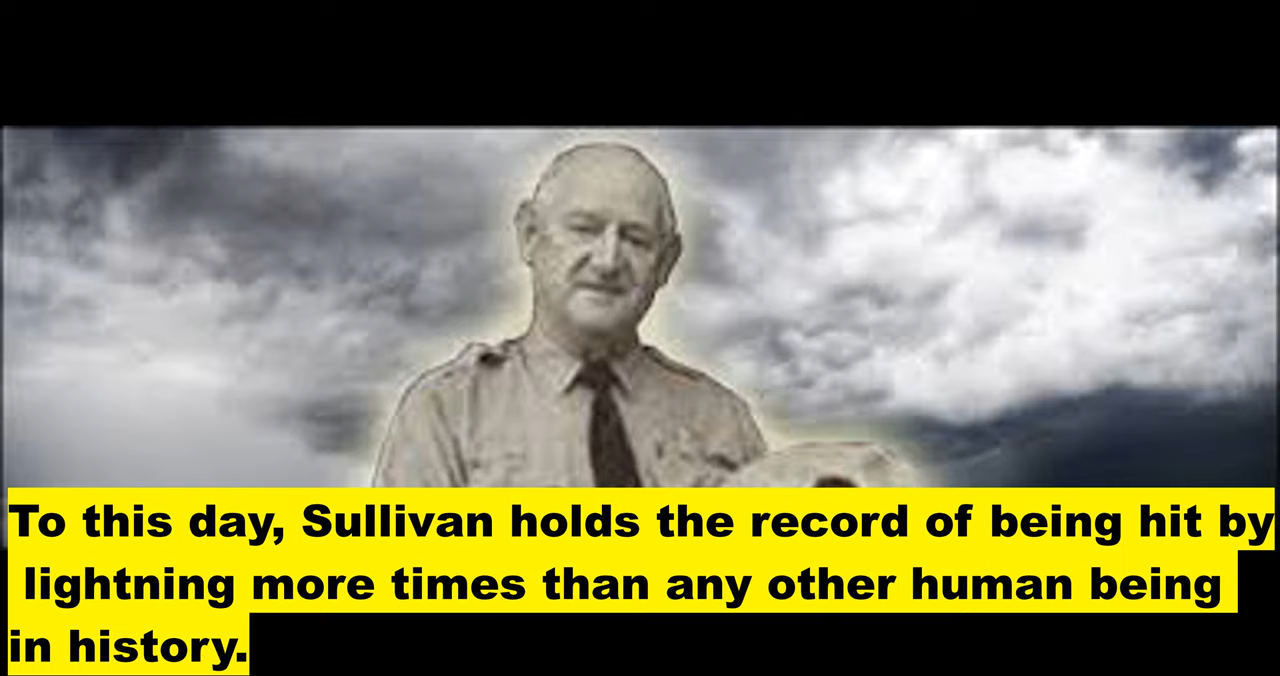 To this day, Sullivan holds the record of being hit by
lightning more times than any other human being
in history.